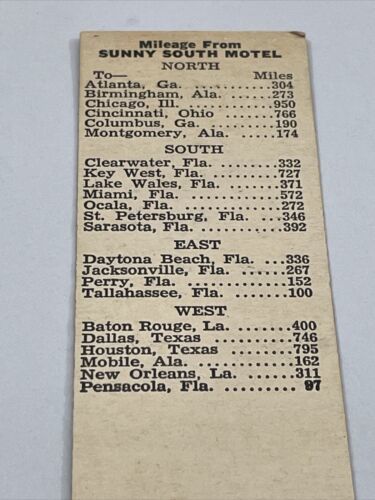 Mileage From
SUNNY SOUTH MOTEL
NORTH
To— Miles
Atlanta, Ga. ..............304
Birmingham, Ala. .......273
Chicago, Ill. ...............950
Cincinnati, Ohio .........766
Columbus, Ga. ..........190
Montgomery, Ala. ......174
SOUTH
Clearwater, Fla. ........332
Key West, Fla. ..........727
Lake Wales, Fla. .......371
Miami, Fla. ...............572
Ocala, Fla. ...............272
St. Petersburg, Fla. ...346
Sarasota, Fla. ...........392
EAST
Daytona Beach, Fla. ...336
Jacksonville, Fla. .......267
Perry, Fla. ................152
Tallahassee, Fla. .......100
WEST
Baton Rouge, La. .......400
Dallas, Texas ............746
Houston, Texas .........795
Mobile, Ala. ..............162
New Orleans, La. .......311
Pensacola, Fla. ......... 97